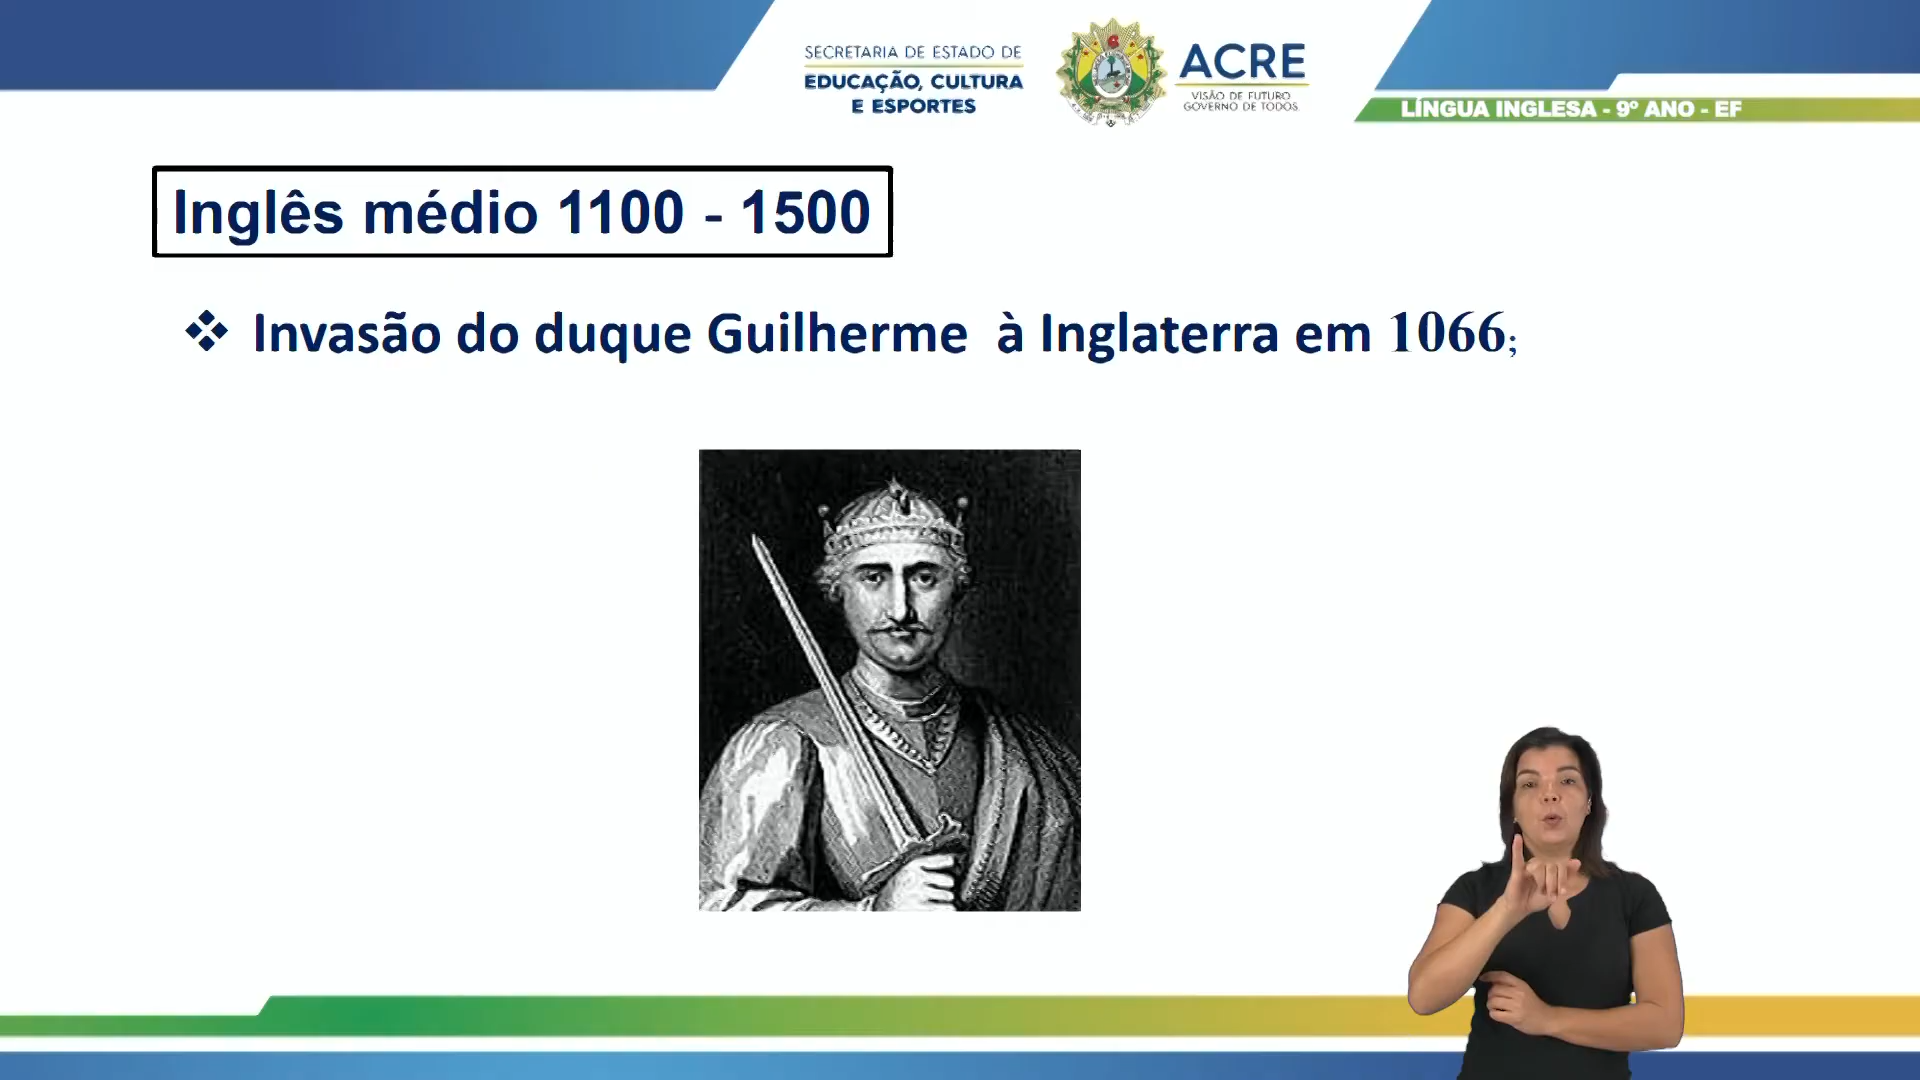 SECRETARIA DE ESTADO DE
EDUCAÇÃO, CULTURA
E ESPORTES
ACRE
VISÃO DE FUTURO
GOVERNO DE TODOS
LÍNGUA INGLESA - 9º ANO - EF
Inglês médio 1100 - 1500
❖ Invasão do duque Guilherme à Inglaterra em 1066;